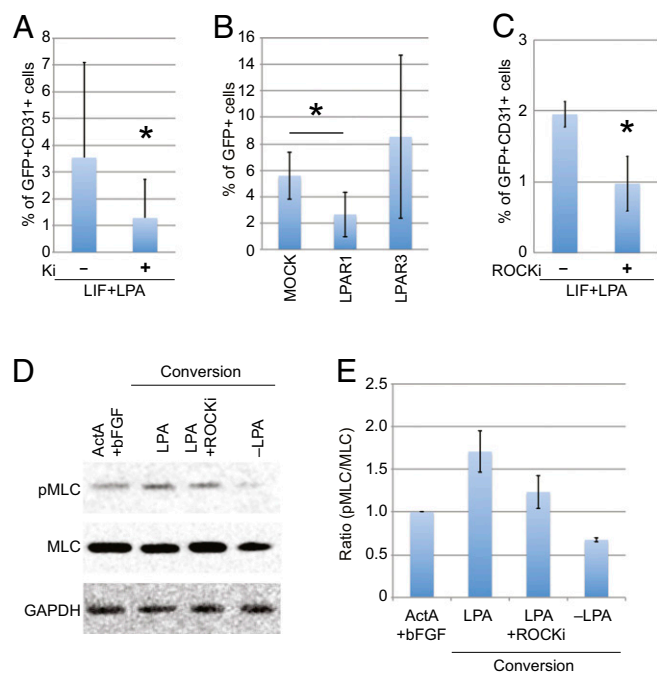 A
% of GFP+CD31+ cells
8
7
6
5
4
3
2
1
0
Ki
–
+
LIF+LPA
B
% of GFP+ cells
16
14
12
10
8
6
4
2
0
*
*
MOCK
LPAR1
LPAR3
C
% of GFP+CD31+ cells
3
2
1
0
*
ROCKi
–
+
LIF+LPA
D
Conversion
ActA
+bFGF
LPA
LPA
+ROCKi
–LPA
pMLC
MLC
GAPDH
E
Ratio (pMLC/MLC)
2.5
2.0
1.5
1.0
0.5
0.0
ActA
+bFGF
LPA
LPA
+ROCKi
–LPA
Conversion